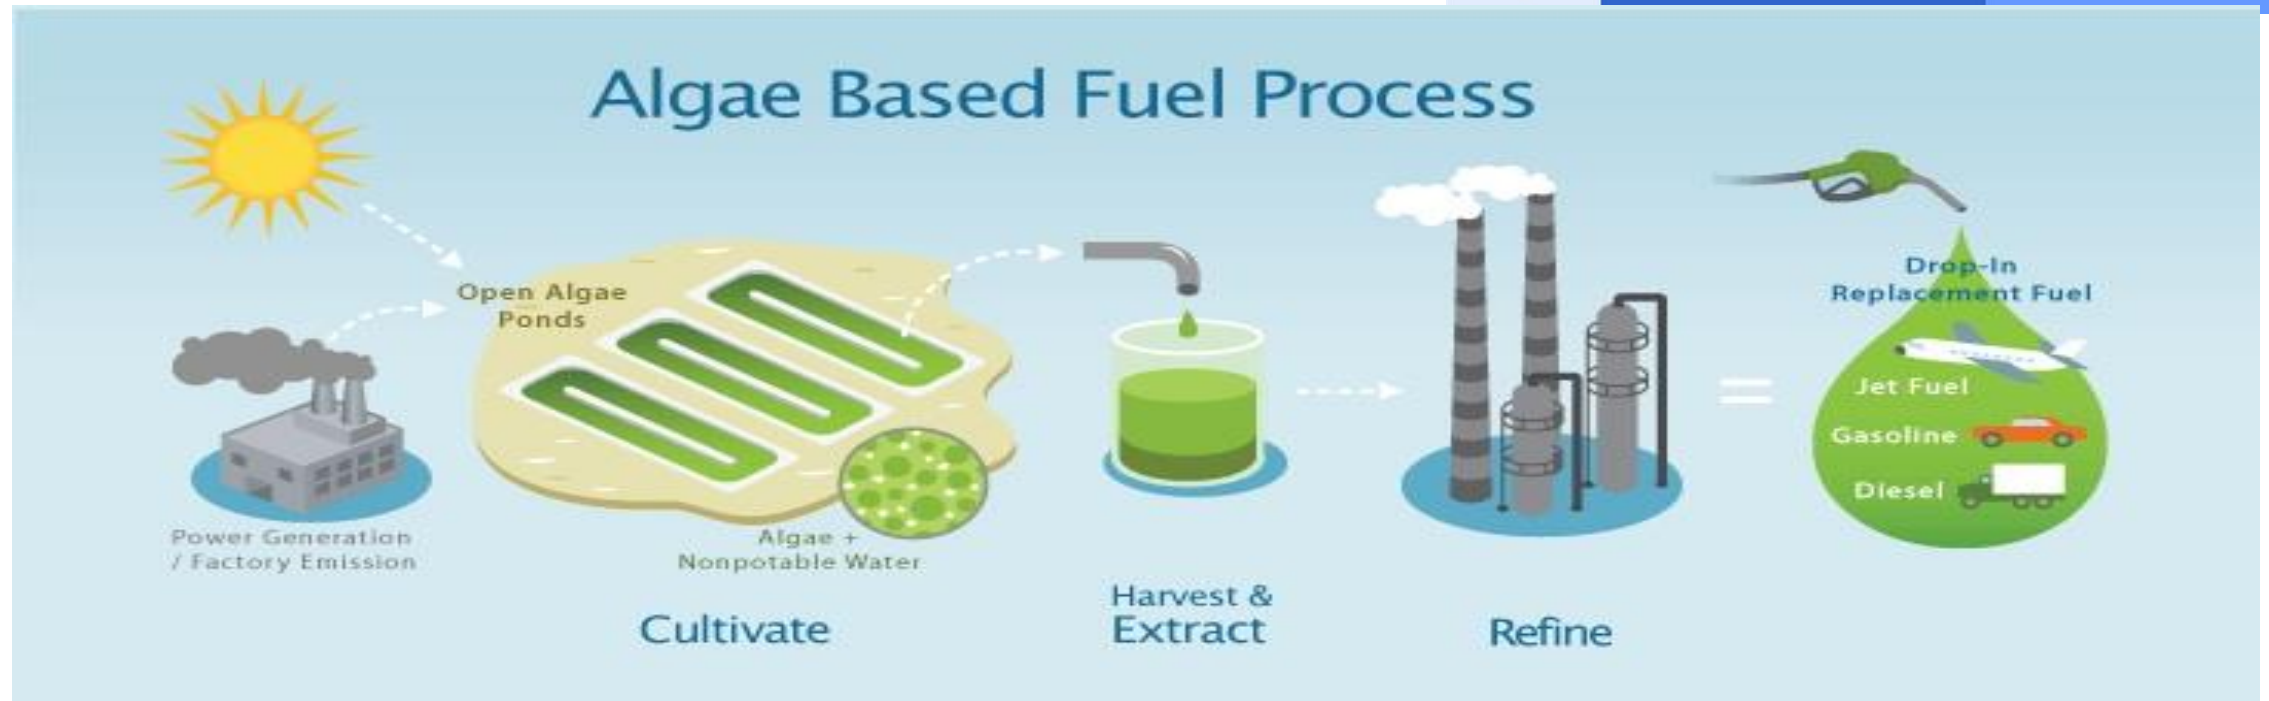 Algae Based Fuel Process
Open Algae
Ponds
Power Generation
/ Factory Emission
Algae +
Nonpotable Water
Cultivate
Harvest &
Extract
Refine
Drop-In
Replacement Fuel
Jet Fuel
Gasoline
Diesel